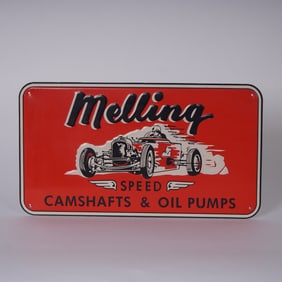 Melling
SPEED
CAMSHAFTS & OIL PUMPS